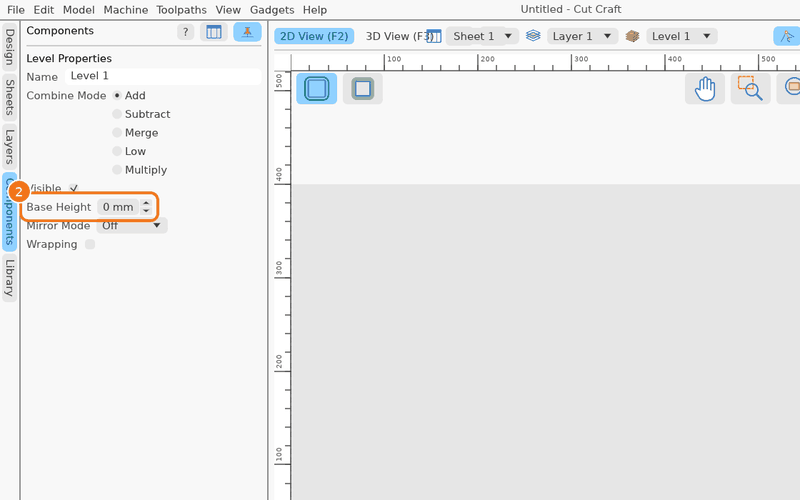 File Edit Model Machine Toolpaths View Gadgets Help Untitled - Cut Craft
Components ?
2D View (F2) 3D View (F3) Sheet 1 Layer 1 Level 1
Design
Sheets
Layers
Components
Library
Level Properties
Name Level 1
Combine Mode Add
Subtract
Merge
Low
Multiply
Visible
2
Base Height 0 mm
Mirror Mode Off
Wrapping
100 200 300 400 500
500
400
300
200
100